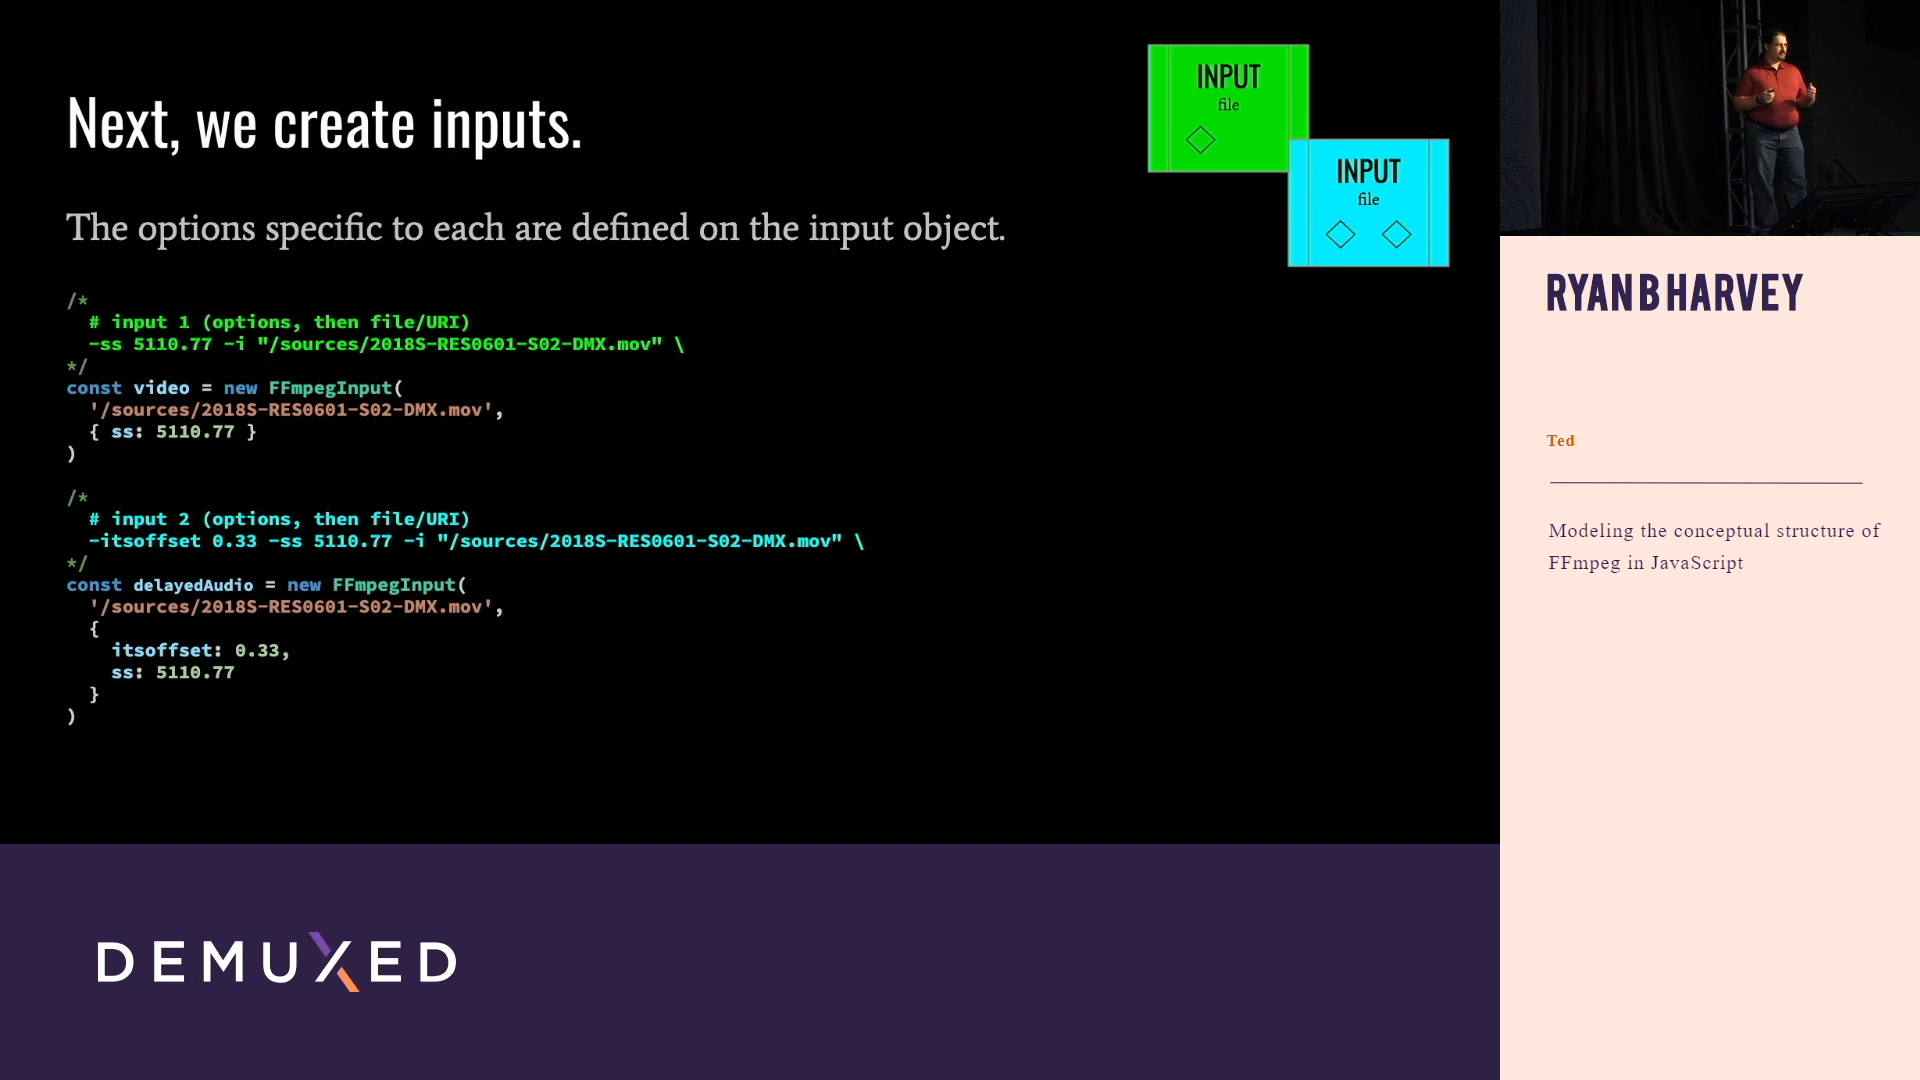 Next, we create inputs.
The options specific to each are defined on the input object.
INPUT
file
INPUT
file
/*
  # input 1 (options, then file/URI)
  -ss 5110.77 -i "/sources/2018S-RES0601-S02-DMX.mov" \
*/
const video = new FFmpegInput(
  '/sources/2018S-RES0601-S02-DMX.mov',
  { ss: 5110.77 }
)
/*
  # input 2 (options, then file/URI)
  -itsoffset 0.33 -ss 5110.77 -i "/sources/2018S-RES0601-S02-DMX.mov" \
*/
const delayedAudio = new FFmpegInput(
  '/sources/2018S-RES0601-S02-DMX.mov',
  {
    itsoffset: 0.33,
    ss: 5110.77
  }
)
DEMUXED
RYAN B HARVEY
Ted
Modeling the conceptual structure of
FFmpeg in JavaScript